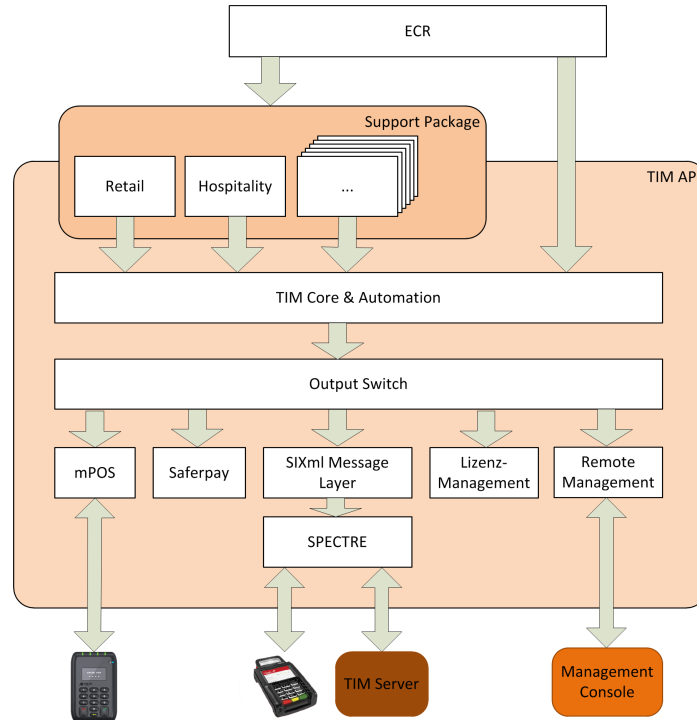 ECR
Support Package
TIM AP
Retail
Hospitality
...
TIM Core & Automation
Output Switch
mPOS
Saferpay
SIXml Message
Layer
Lizenz-
Management
Remote
Management
SPECTRE
TIM Server
Management
Console